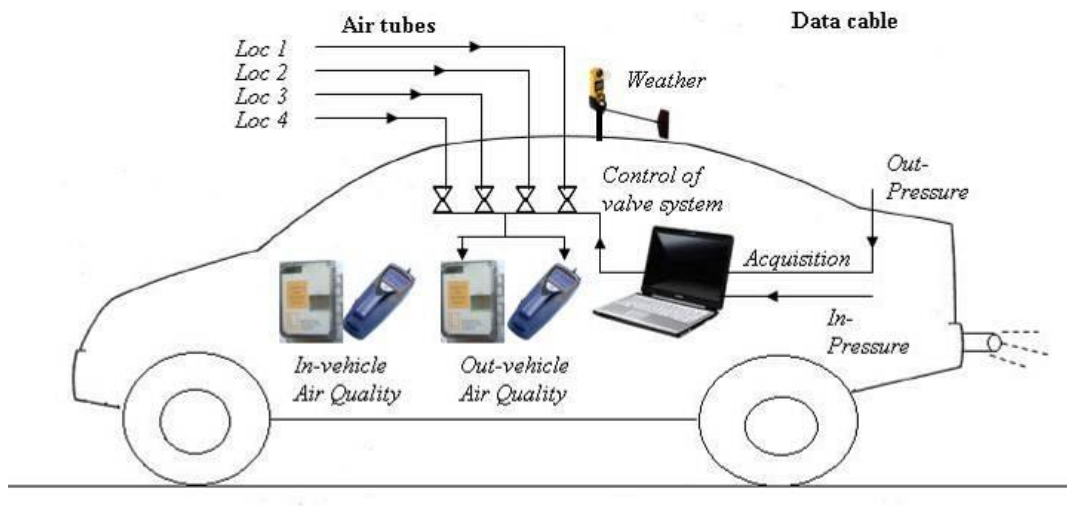 Air tubes
Data cable
Loc 1
Loc 2
Loc 3
Loc 4
Weather
Out-
Pressure
Control of
valve system
Acquisition
In-
Pressure
In-vehicle
Air Quality
Out-vehicle
Air Quality